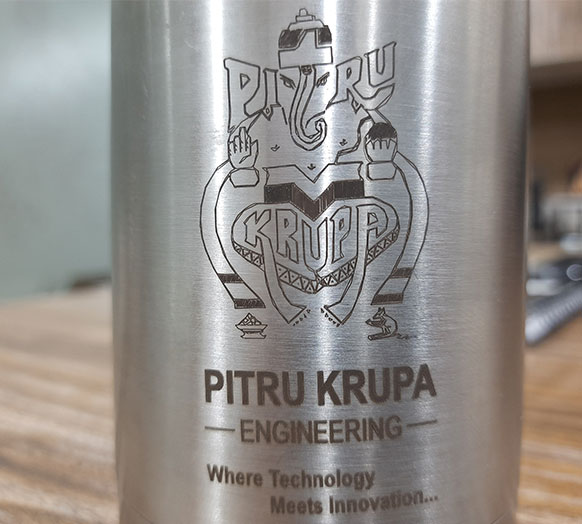 PITRU
KRUPA
PITRU KRUPA
ENGINEERING
Where Technology
Meets Innovation...